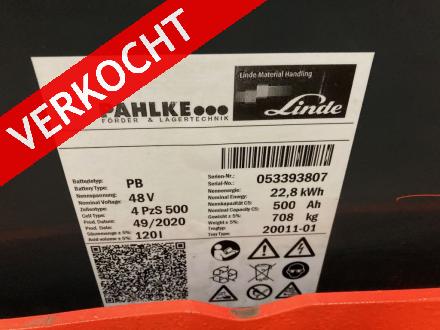 VERKOCHT
PAHLKE
FÖRDER & LAGERTECHNIK
Linde Material Handling
Linde
Serien-Nr.: 053393807
Serial-No.:
Batterietyp: PB
Battery Type:
Nennenergie: 22,8 kWh
Nominal Energy:
Nennspannung: 48 V
Nominal Voltage:
Nennkapazität C5: 500 Ah
Nominal Capacity C5:
Zellentype: 4 PzS 500
Cell Type:
Gewicht ± 5%: 708 kg
Weight ± 5%:
Prod. Datum: 49/2020
Prod. Date:
Trogtyp: 20011-01
Tray Type:
Säuremenge ± 5%: 120 l
Acid volume ± 5%: